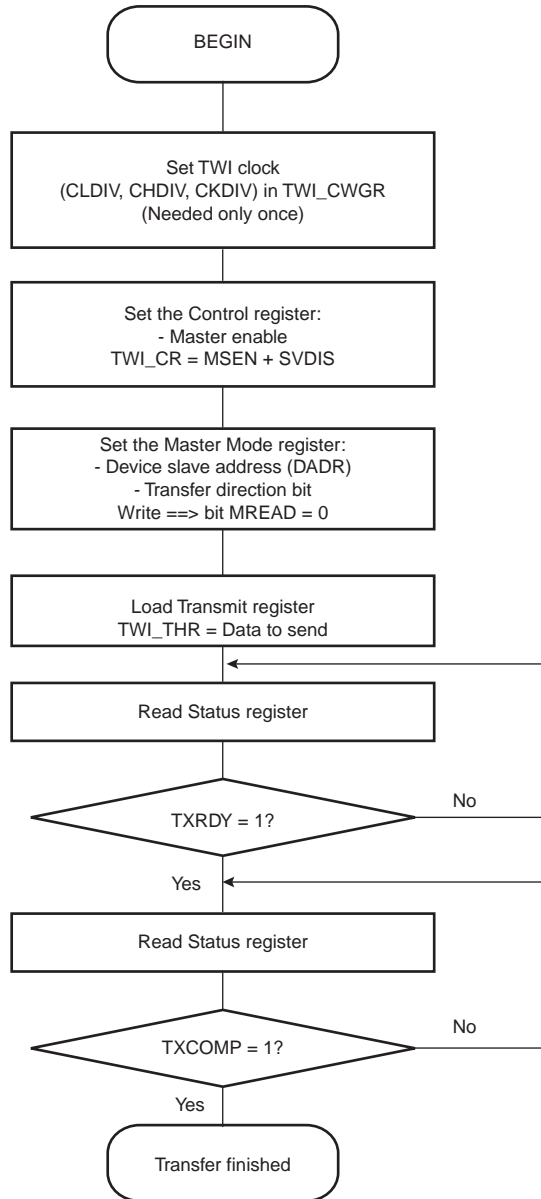 BEGIN
Set TWI clock
(CLDIV, CHDIV, CKDIV) in TWI_CWGR
(Needed only once)
Set the Control register:
- Master enable
TWI_CR = MSEN + SVDIS
Set the Master Mode register:
- Device slave address (DADR)
- Transfer direction bit
Write ==> bit MREAD = 0
Load Transmit register
TWI_THR = Data to send
Read Status register
TXRDY = 1?
No
Yes
Read Status register
TXCOMP = 1?
No
Yes
Transfer finished